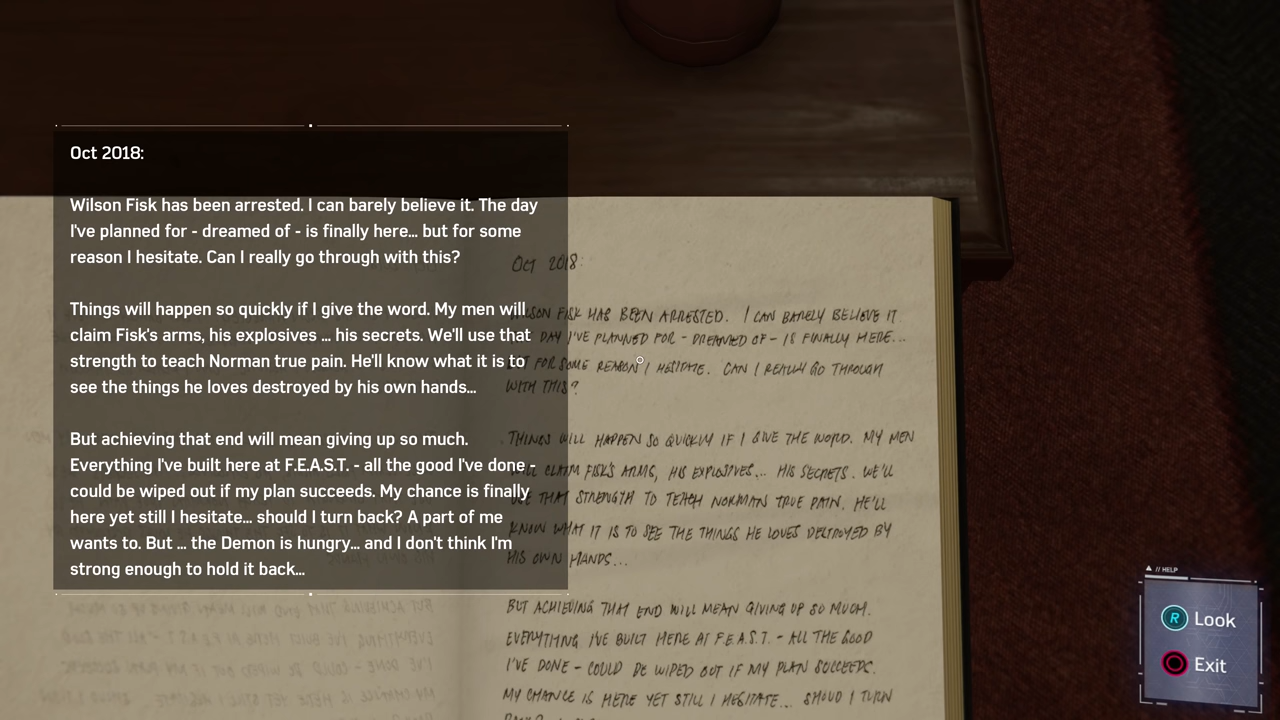 Oct 2018:
Wilson Fisk has been arrested. I can barely believe it. The day
I've planned for - dreamed of - is finally here... but for some
reason I hesitate. Can I really go through with this?
Things will happen so quickly if I give the word. My men will
claim Fisk's arms, his explosives ... his secrets. We'll use that
strength to teach Norman true pain. He'll know what it is to
see the things he loves destroyed by his own hands...
But achieving that end will mean giving up so much.
Everything I've built here at F.E.A.S.T. - all the good I've done -
could be wiped out if my plan succeeds. My chance is finally
here yet still I hesitate... should I turn back? A part of me
wants to. But ... the Demon is hungry... and I don't think I'm
strong enough to hold it back...
OCT 2018:
WILSON FISK HAS BEEN ARRESTED. I CAN BARELY BELIEVE IT.
DAY I'VE PLANNED FOR - DREAMED OF - IS FINALLY HERE...
FOR SOME REASON I HESITATE. CAN I REALLY GO THROUGH
WITH THIS?
THINGS WILL HAPPEN SO QUICKLY IF I GIVE THE WORD. MY MEN
WILL CLAIM FISK'S ARMS, HIS EXPLOSIVES... HIS SECRETS. WE'LL
USE THAT STRENGTH TO TEACH NORMAN TRUE PAIN. HE'LL
KNOW WHAT IT IS TO SEE THE THINGS HE LOVES DESTROYED BY
HIS OWN HANDS...
BUT ACHIEVING THAT END WILL MEAN GIVING UP SO MUCH.
EVERYTHING I'VE BUILT HERE AT F.E.A.S.T. - ALL THE GOOD
I'VE DONE - COULD BE WIPED OUT IF MY PLAN SUCCEEDS.
MY CHANCE IS HERE YET STILL I HESITATE... SHOUD I TURN
// HELP
R Look
Exit